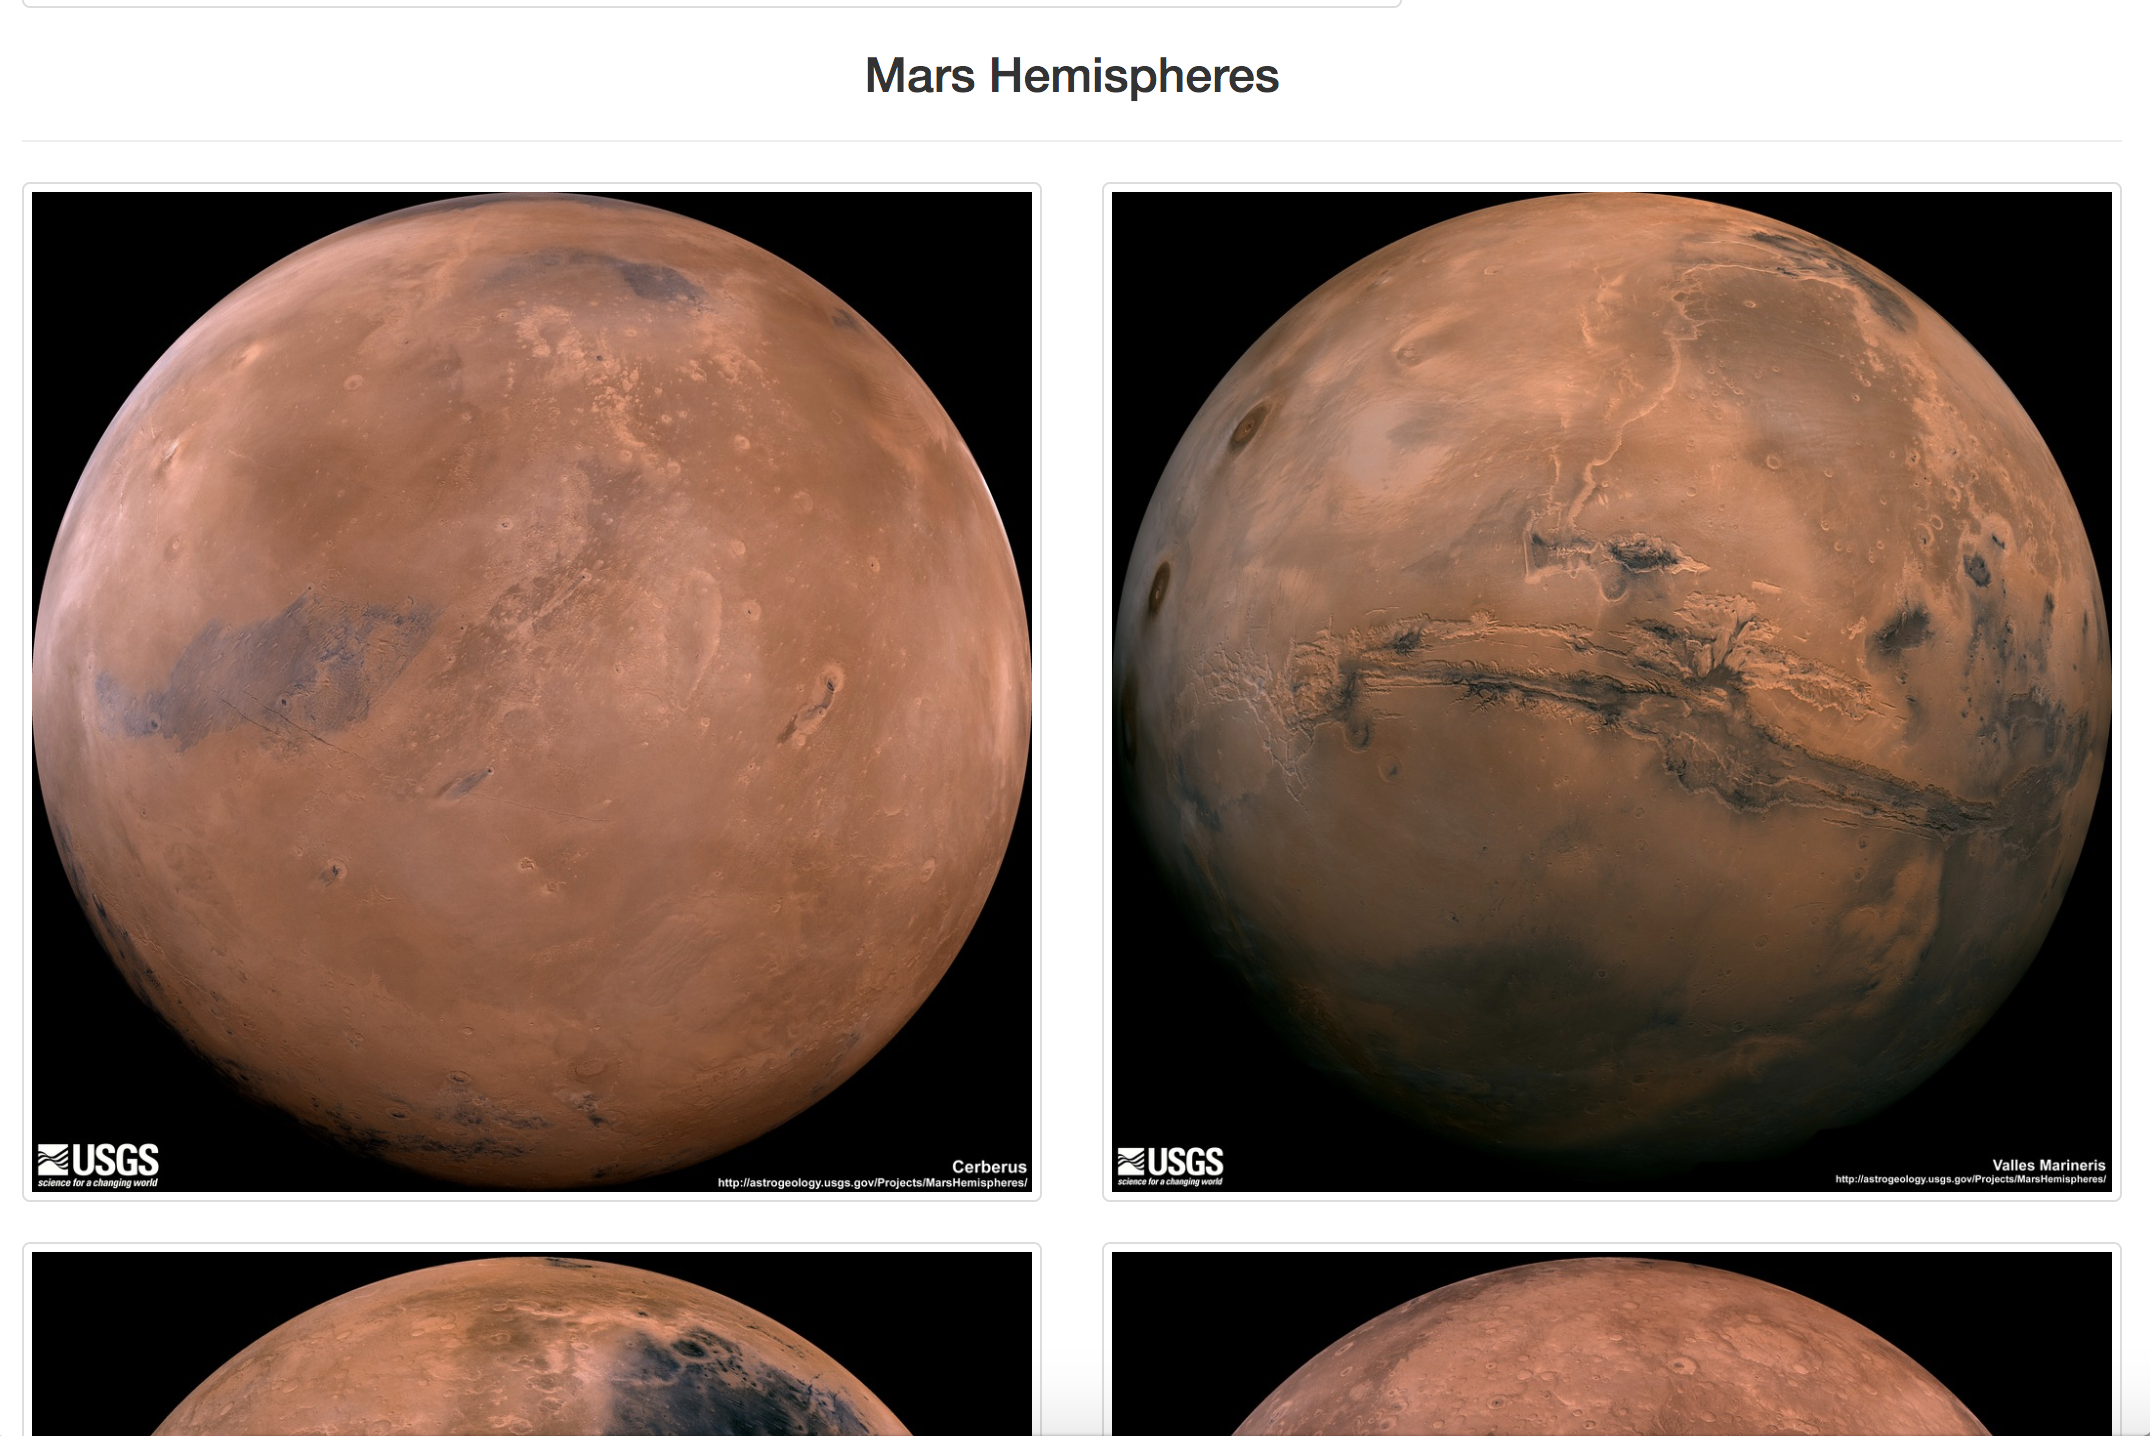 Mars Hemispheres
USGS
science for a changing world
Cerberus
http://astrogeology.usgs.gov/Projects/MarsHemispheres/
USGS
science for a changing world
Valles Marineris
http://astrogeology.usgs.gov/Projects/MarsHemispheres/